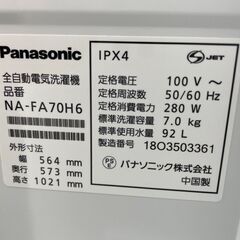 Panasonic
全自動電気洗濯機
品番
NA-FA70H6
外形寸法
幅 564 mm
奥行 573 mm
高さ 1021 mm
IPX4
JET
定格電圧 100 V～
定格周波数 50/60 Hz
定格消費電力 280 W
標準洗濯容量 7.0 kg
標準使用水量 92 L
製造番号 18O3503361
PS E
パナソニック株式会社
中国製